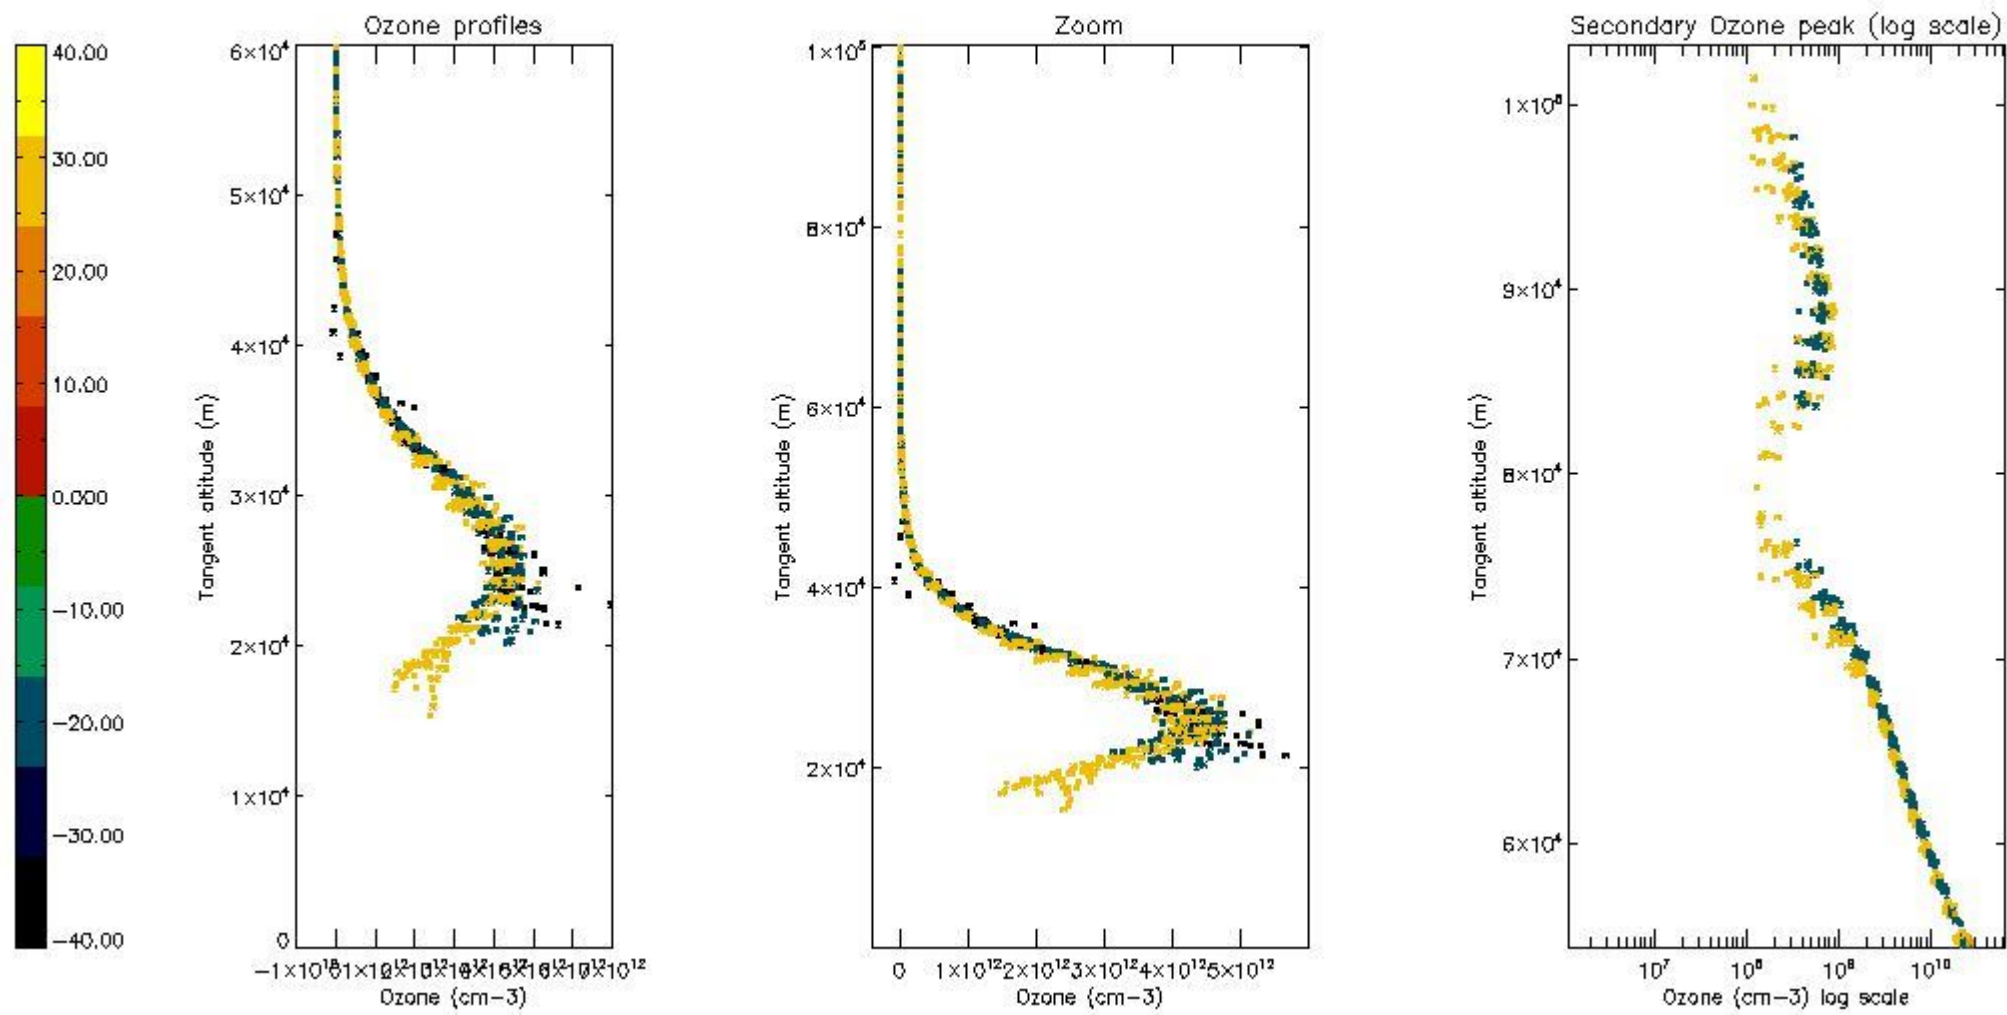 Ozone profiles
Zoom
Secondary Ozone peak (log scale)
40.00
30.00
20.00
10.00
0.000
-10.00
-20.00
-30.00
-40.00
6×10⁴
5×10⁴
4×10⁴
3×10⁴
2×10⁴
1×10⁴
0
Tangent altitude (m)
Ozone (cm-3)
1×10⁵
8×10⁴
6×10⁴
4×10⁴
2×10⁴
Tangent altitude (m)
0 1×10¹² 2×10¹² 3×10¹² 4×10¹² 5×10¹²
Ozone (cm-3)
9×10⁴
8×10⁴
7×10⁴
6×10⁴
Tangent altitude (m)
10⁷ 10⁸ 10⁹ 10¹⁰
Ozone (cm-3) log scale